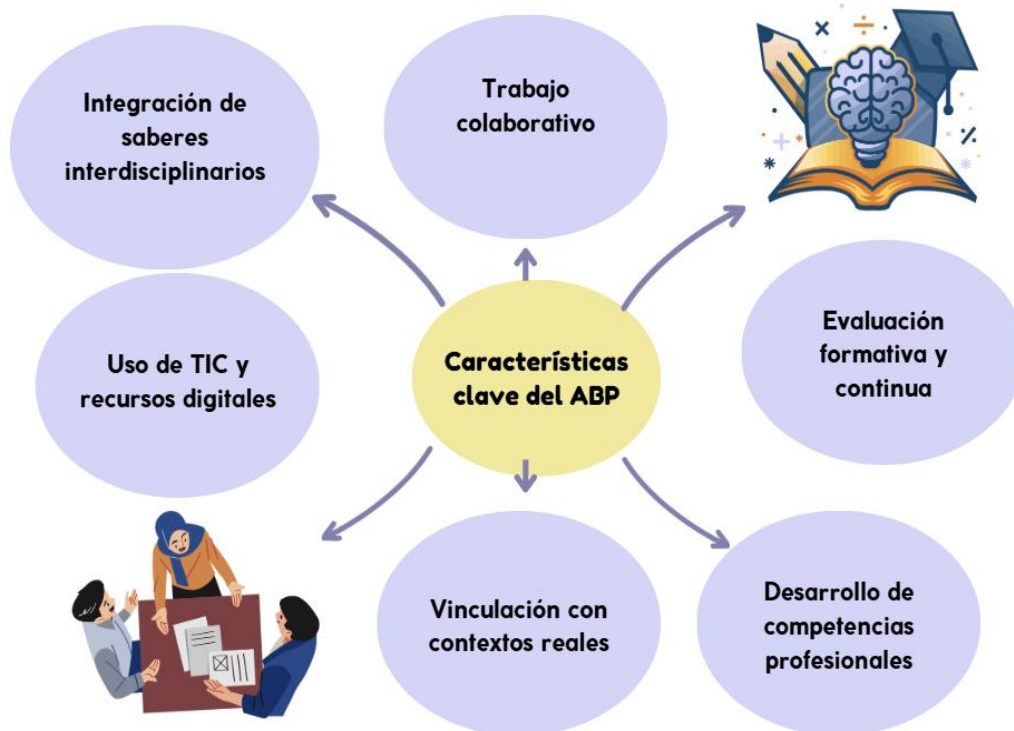 Integración de
saberes
interdisciplinarios
Trabajo
colaborativo
Uso de TIC y
recursos digitales
Características
clave del ABP
Evaluación
formativa y
continua
Vinculación con
contextos reales
Desarrollo de
competencias
profesionales